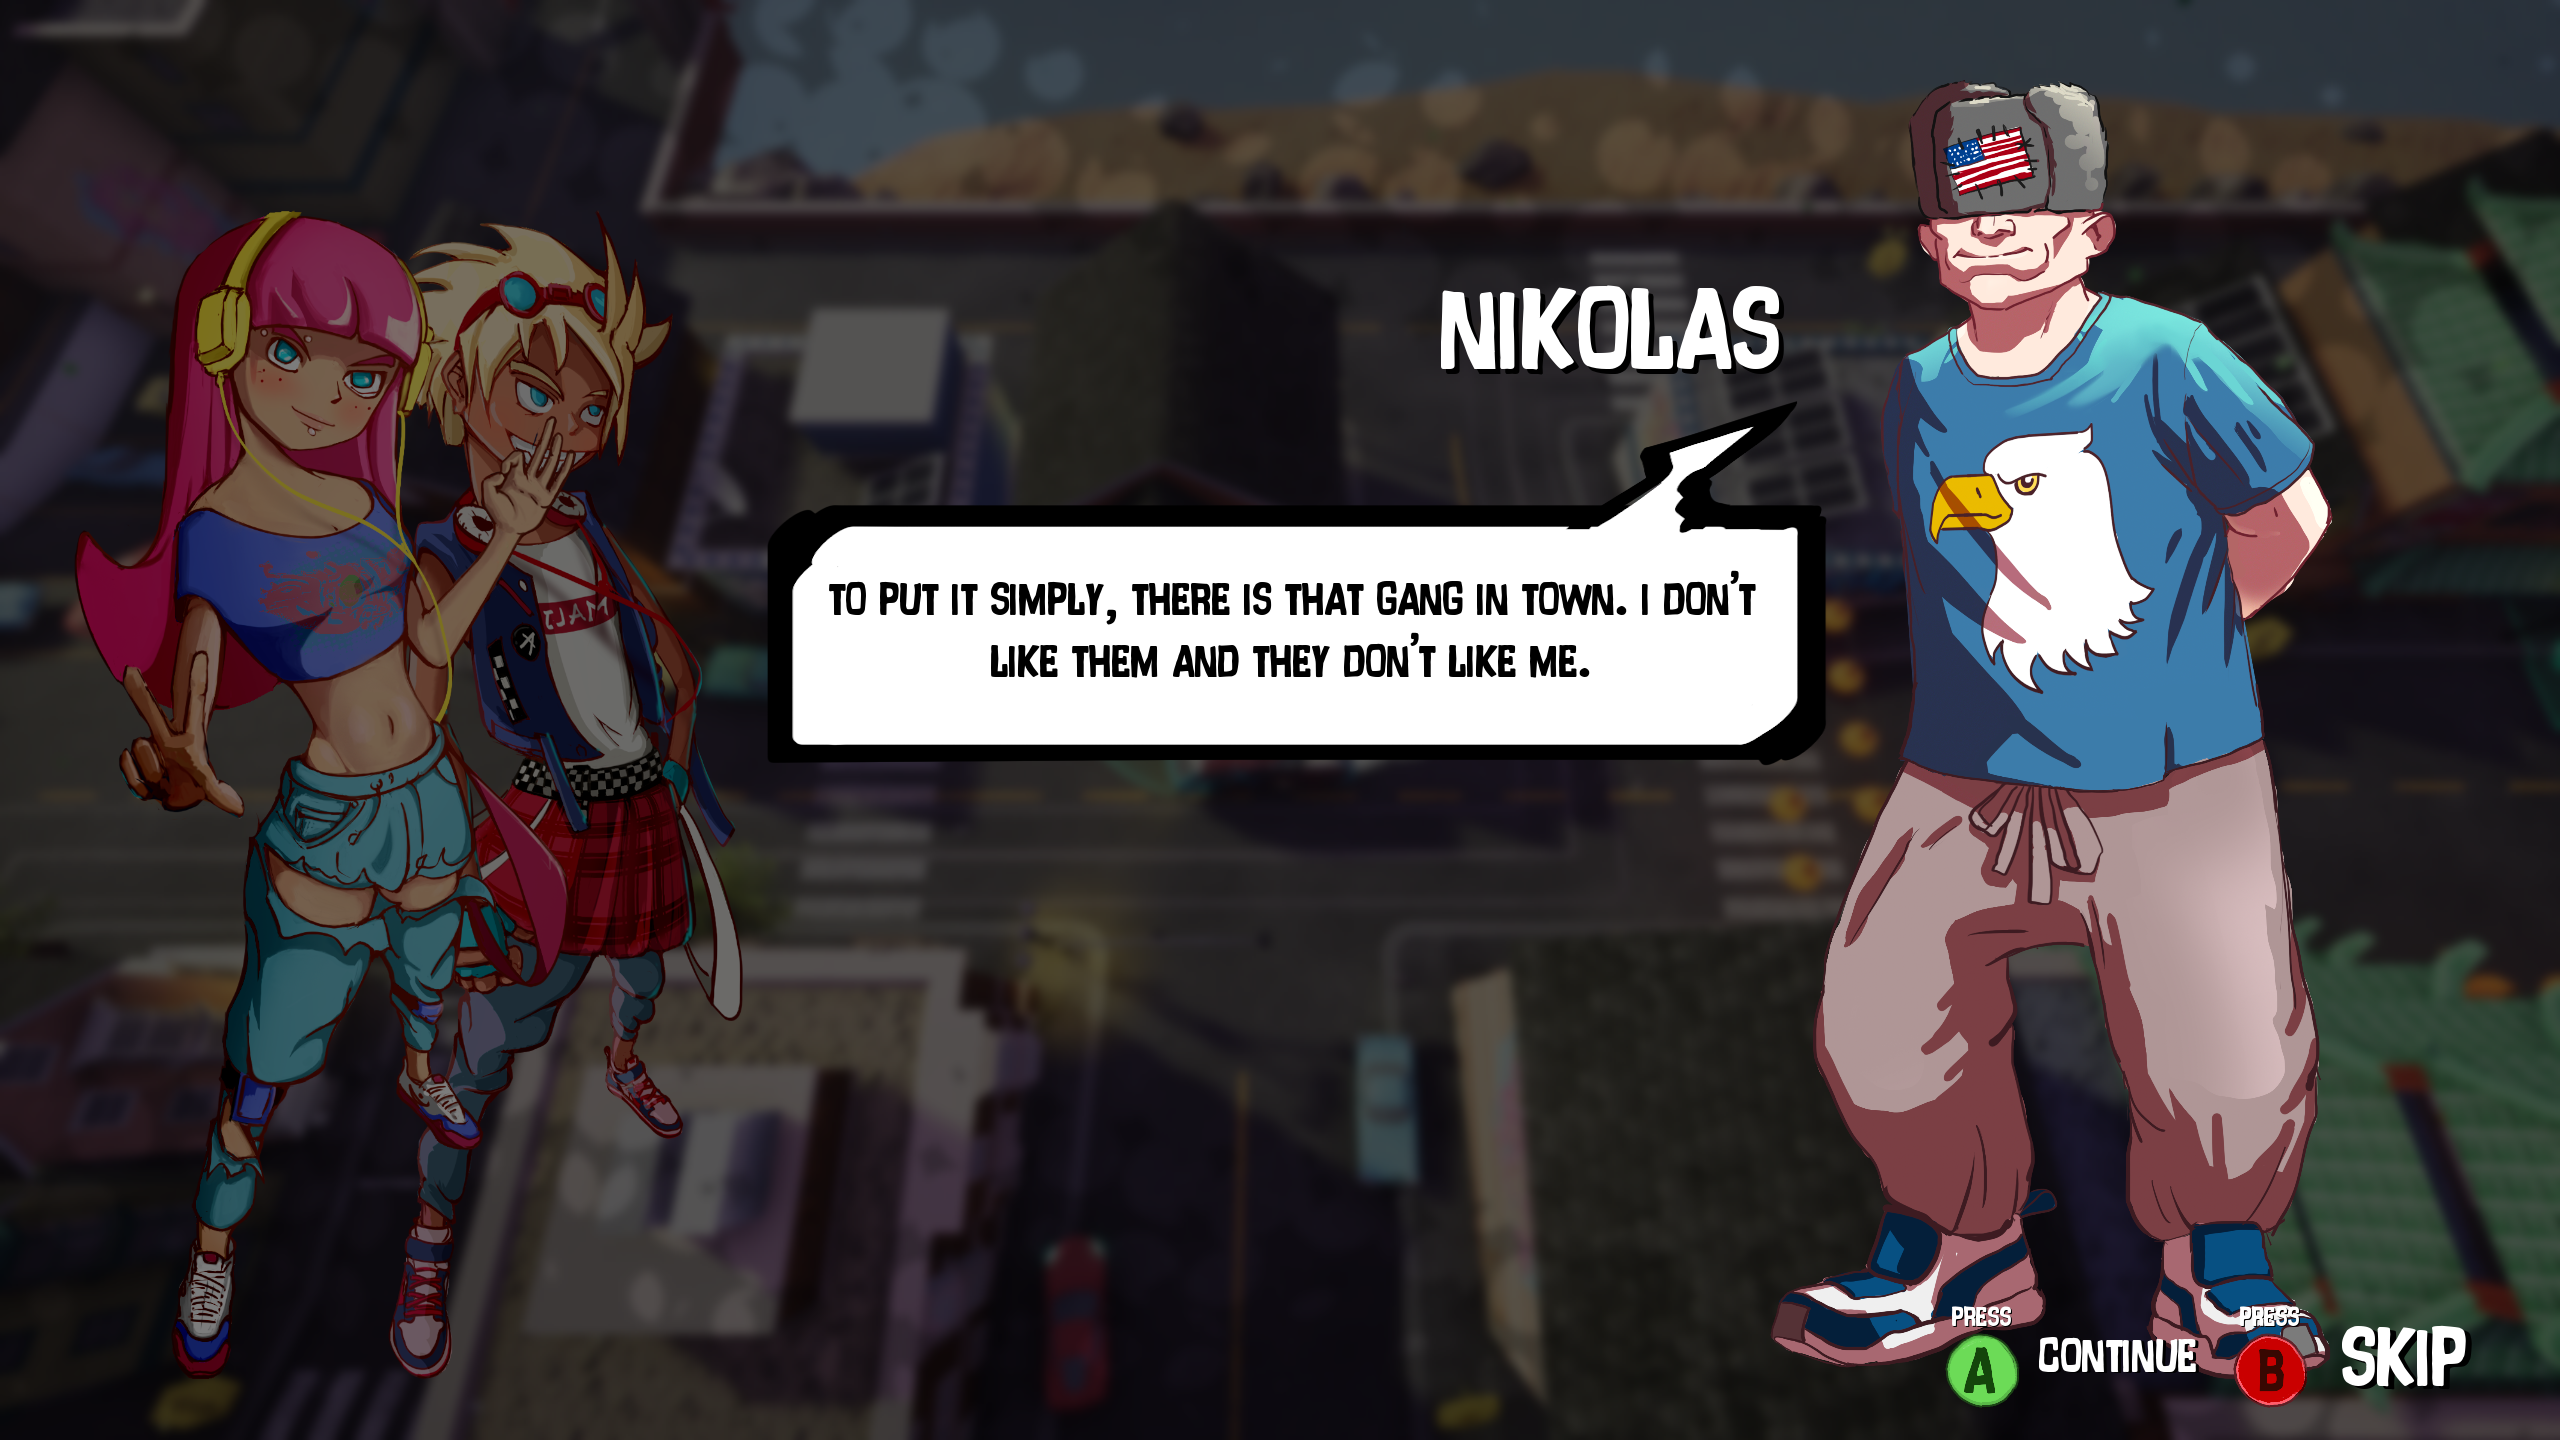 NIKOLAS
TO PUT IT SIMPLY, THERE IS THAT GANG IN TOWN. I DON'T
LIKE THEM AND THEY DON'T LIKE ME.
PRESS
A CONTINUE
PRESS
B SKIP